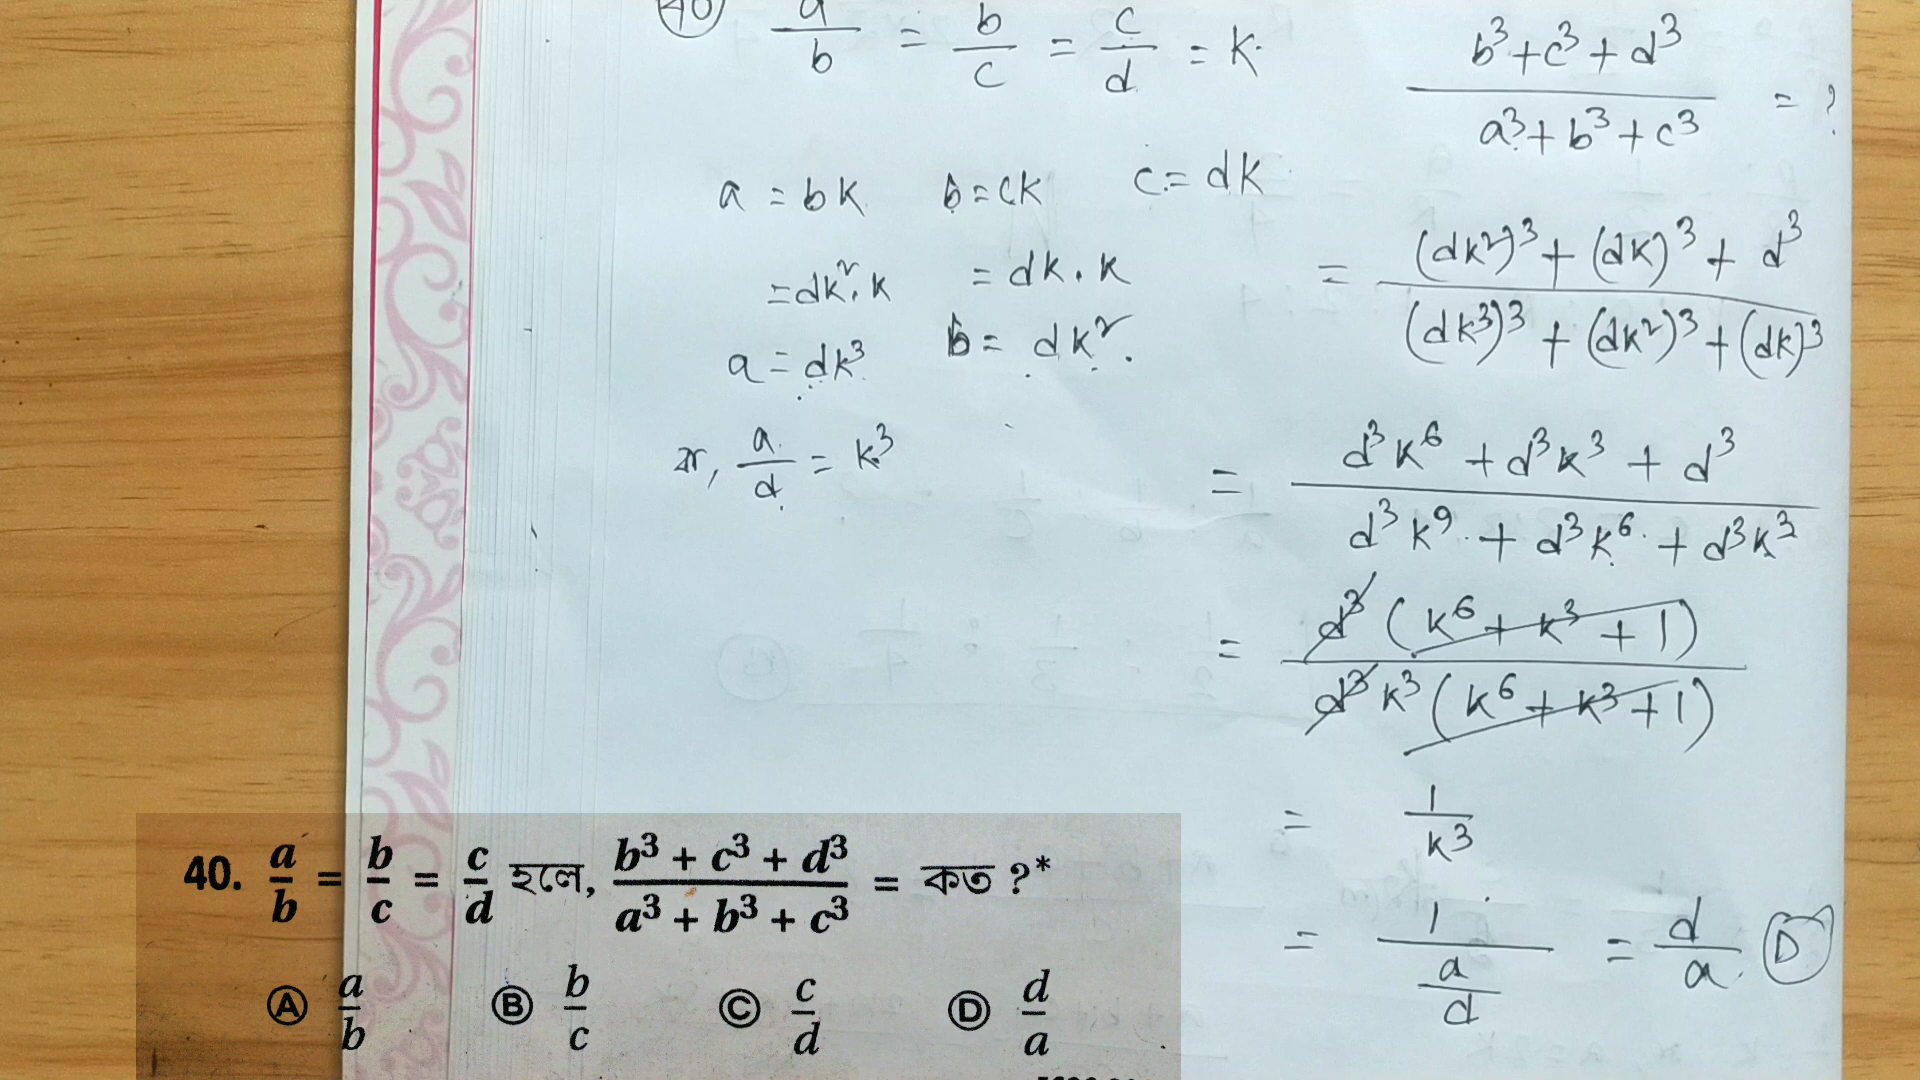 40 a/b = b/c = c/d = k.
(b³ + c³ + d³)/(a³ + b³ + c³) = ?
a = bk b = ck c = dk
= dk².k = dk.k
a = dk³ b = dk².
বা, a/d = k³
= ((dk²)³ + (dk)³ + d³)/((dk³)³ + (dk²)³ + (dk)³)
= (d³k⁶ + d³k³ + d³)/(d³k⁹ + d³k⁶ + d³k³)
= d³(k⁶ + k³ + 1)/d³k³(k⁶ + k³ + 1)
= 1/k³
= 1/(a/d) = d/a. D
40. a/b = b/c = c/d হলে, (b³ + c³ + d³)/(a³ + b³ + c³) = কত ?*
Ⓐ a/b Ⓑ b/c Ⓒ c/d Ⓓ d/a